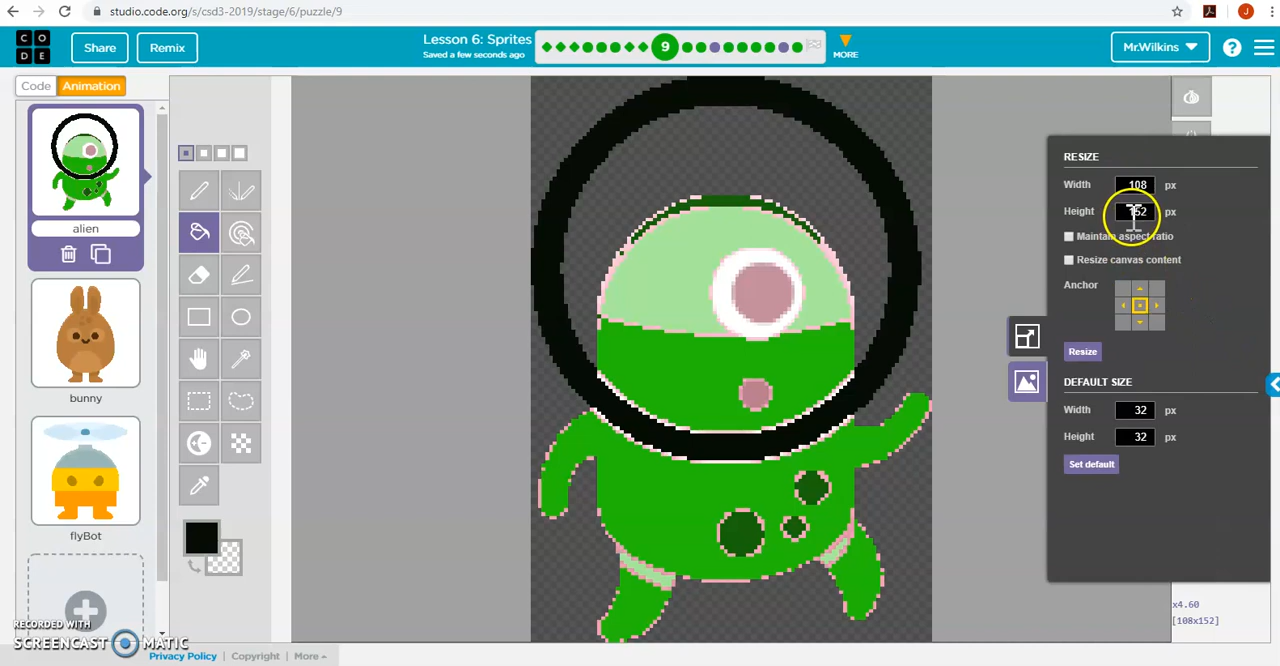 studio.code.org/s/csd3-2019/stage/6/puzzle/9
J
C O
D E
Share
Remix
Lesson 6: Sprites
Saved a few seconds ago
9
MORE
Mr.Wilkins
?
Code
Animation
alien
bunny
flyBot
RESIZE
Width 108 px
Height 152 px
Maintain aspect ratio
Resize canvas content
Anchor
Resize
DEFAULT SIZE
Width 32 px
Height 32 px
Set default
x4.60
[108x152]
RECORDED WITH
SCREENCAST MATIC
Privacy Policy | Copyright | More